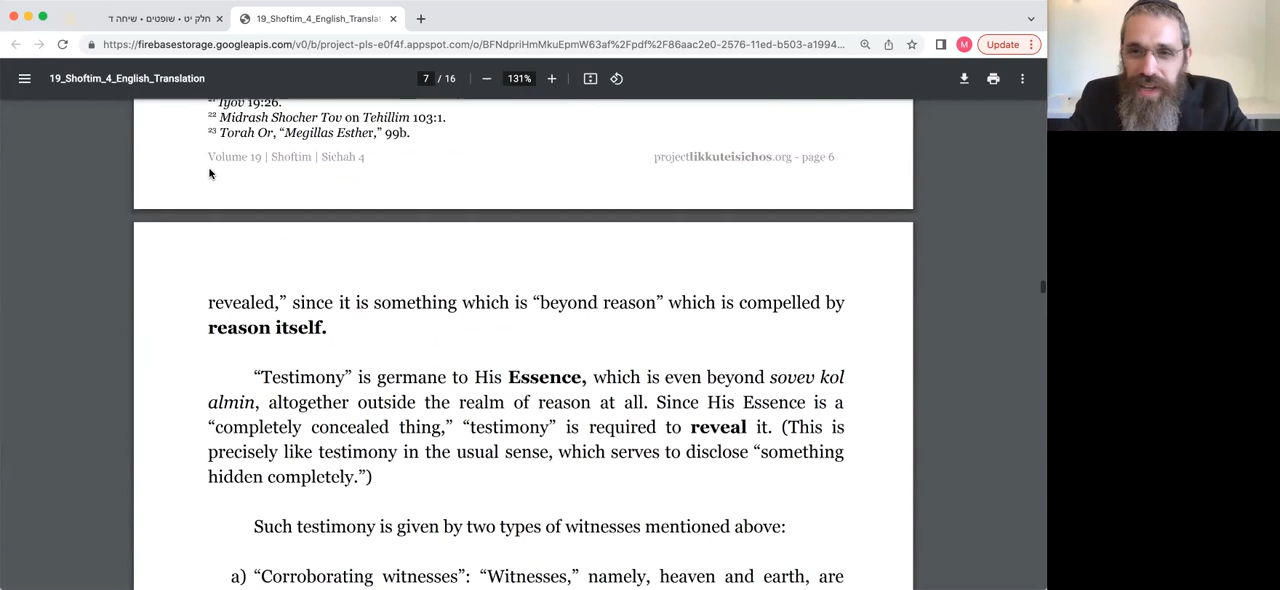 חלק יט • שופטים • שיחה ד
19_Shoftim_4_English_Translati
https://firebasestorage.googleapis.com/v0/b/project-pls-e0f4f.appspot.com/o/BFNdpriHmMkuEpmW63af%2Fpdf%2F86aac2e0-2576-11ed-b503-a1994...
M
Update
19_Shoftim_4_English_Translation
7 / 16
131%
21 Iyov 19:26.
22 Midrash Shocher Tov on Tehillim 103:1.
23 Torah Or, “Megillas Esther,” 99b.
Volume 19 | Shoftim | Sichah 4 projectlikkuteisichos.org - page 6
revealed,” since it is something which is “beyond reason” which is compelled by
reason itself.
“Testimony” is germane to His Essence, which is even beyond sovev kol
almin, altogether outside the realm of reason at all. Since His Essence is a
“completely concealed thing,” “testimony” is required to reveal it. (This is
precisely like testimony in the usual sense, which serves to disclose “something
hidden completely.”)
Such testimony is given by two types of witnesses mentioned above:
a) “Corroborating witnesses”: “Witnesses,” namely, heaven and earth, are